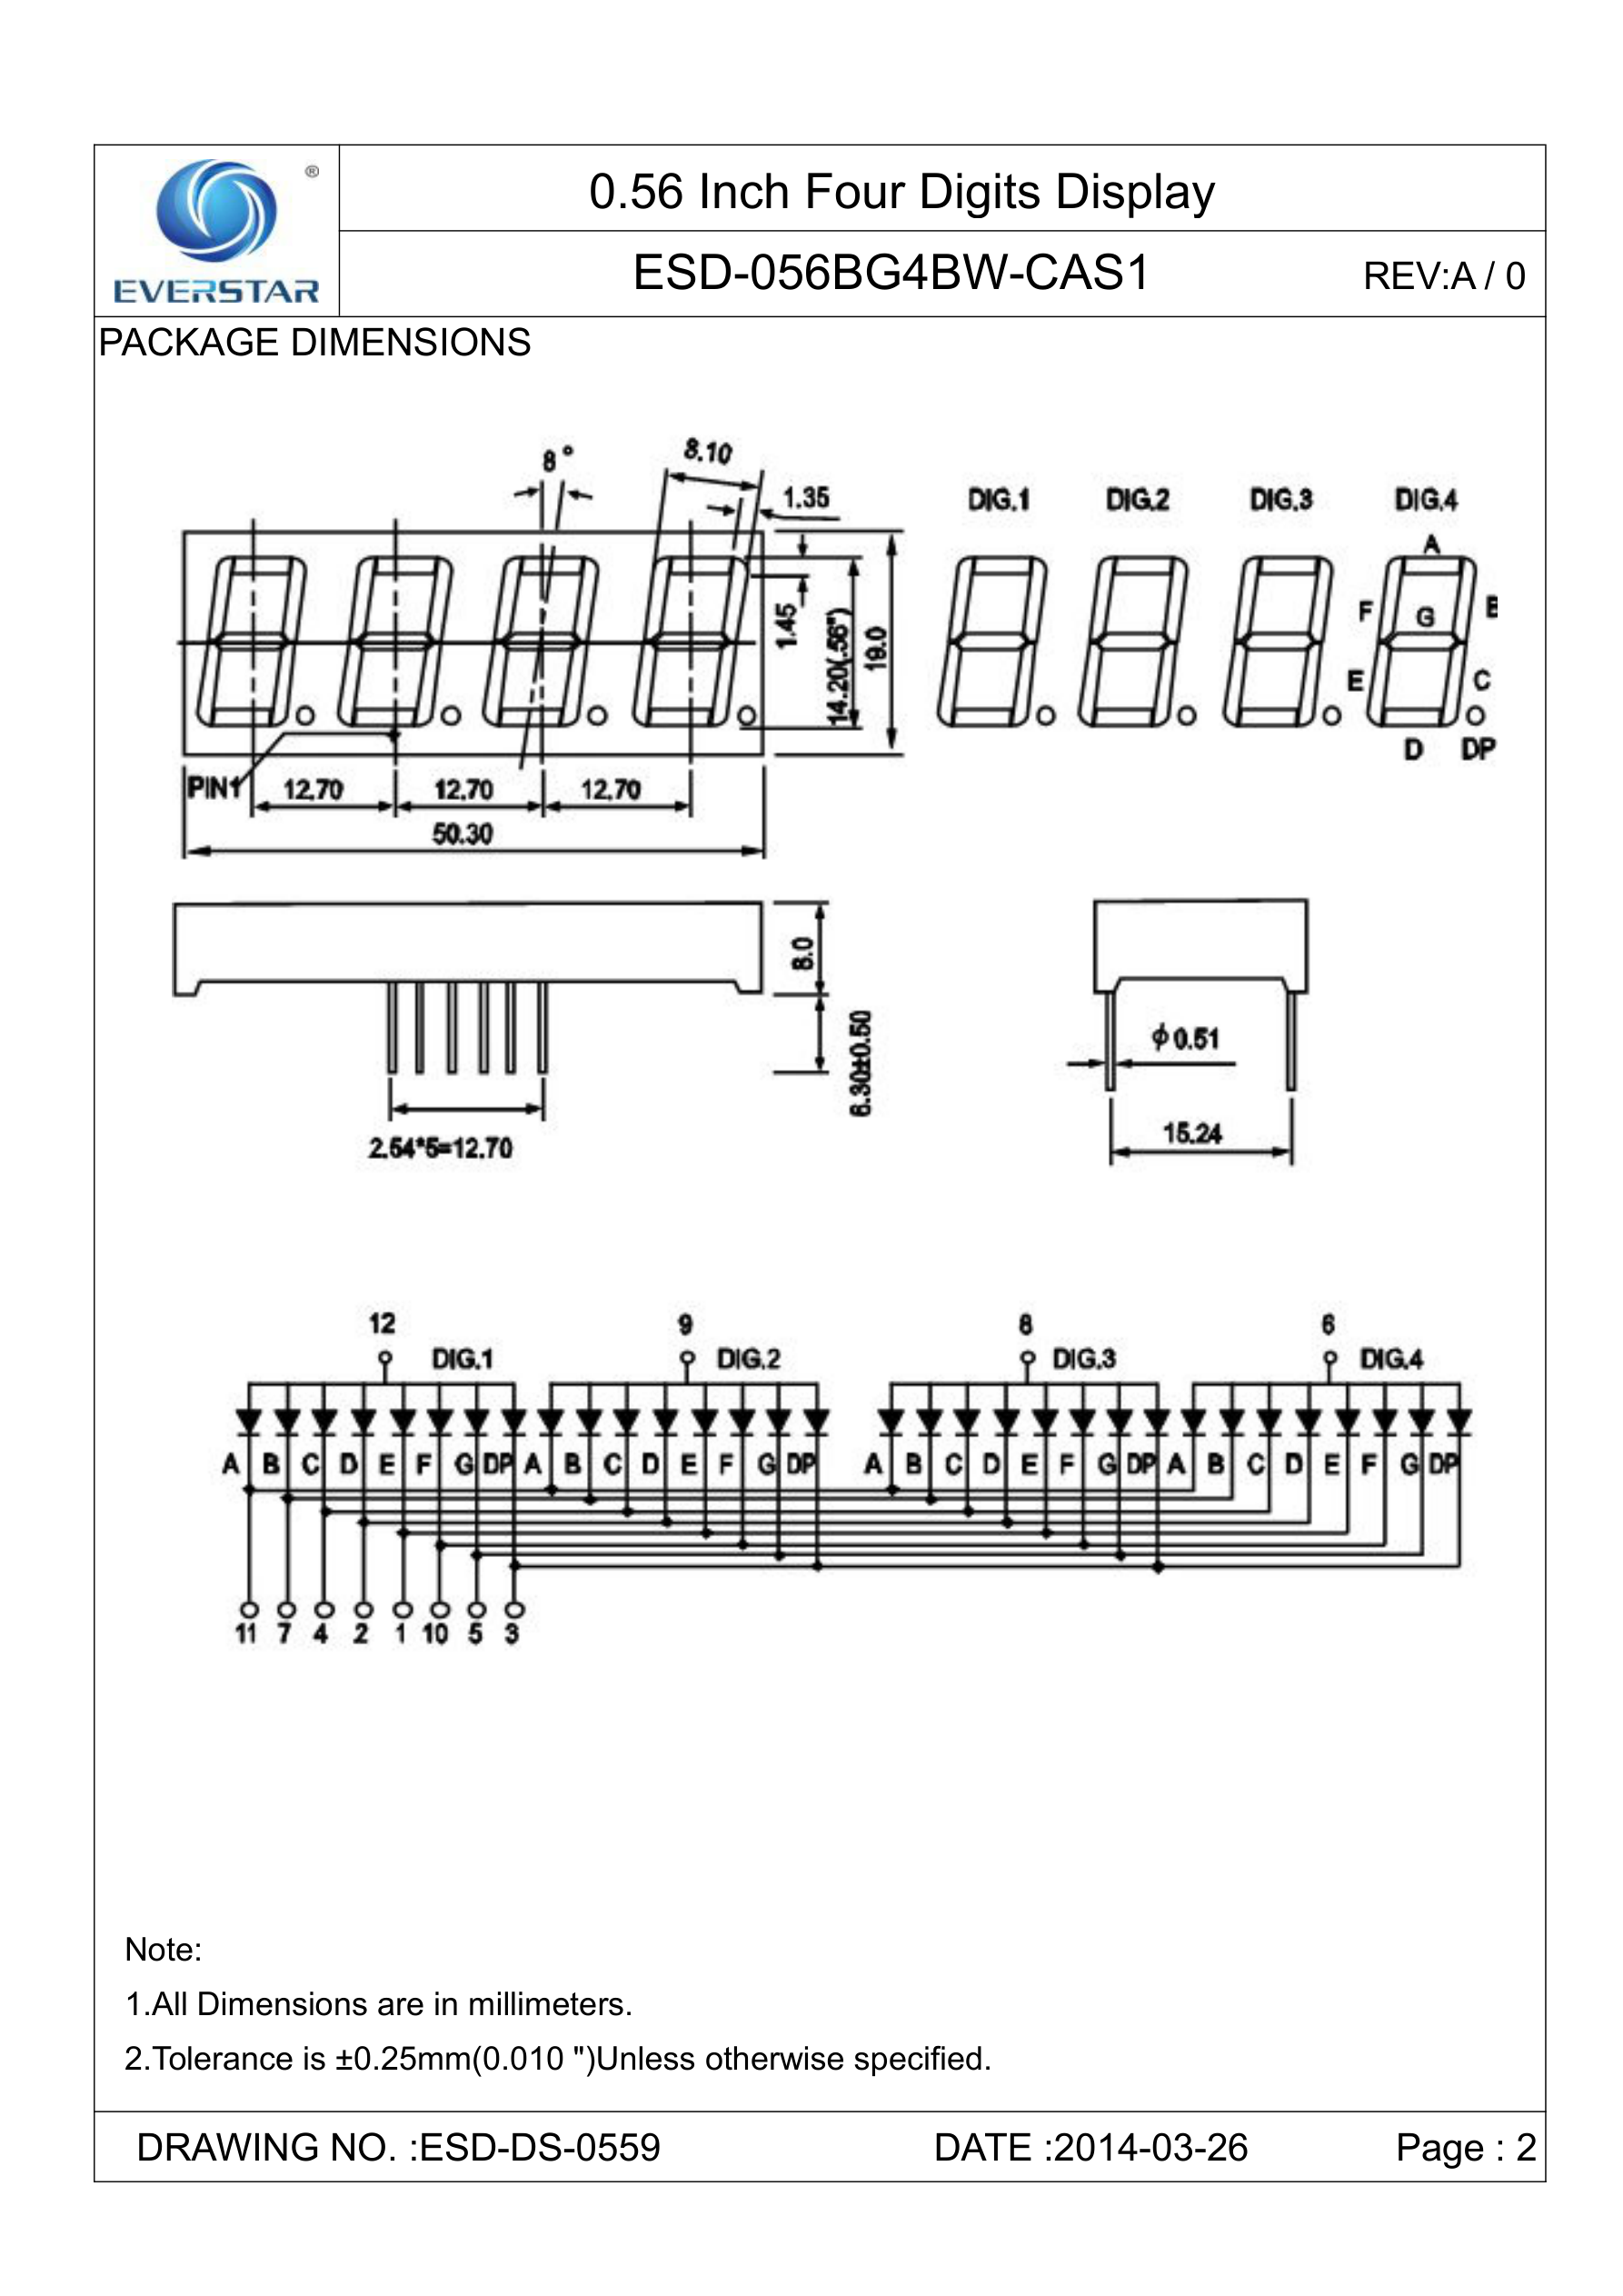 ®
EVERSTAR
0.56 Inch Four Digits Display
ESD-056BG4BW-CAS1 REV:A / 0
PACKAGE DIMENSIONS
8° 8.10
1.35
DIG.1 DIG.2 DIG.3 DIG.4
A
F G B
1.45 14.20(.56") 19.0
E C
D DP
PIN1 12.70 12.70 12.70
50.30
8.0
6.30±0.50
ϕ0.51
2.54*5=12.70
15.24
12 9 8 6
DIG.1 DIG.2 DIG.3 DIG.4
A B C D E F G DP A B C D E F G DP A B C D E F G DP A B C D E F G DP
11 7 4 2 1 10 5 3
Note:
1.All Dimensions are in millimeters.
2.Tolerance is ±0.25mm(0.010 ")Unless otherwise specified.
DRAWING NO. :ESD-DS-0559 DATE :2014-03-26 Page : 2